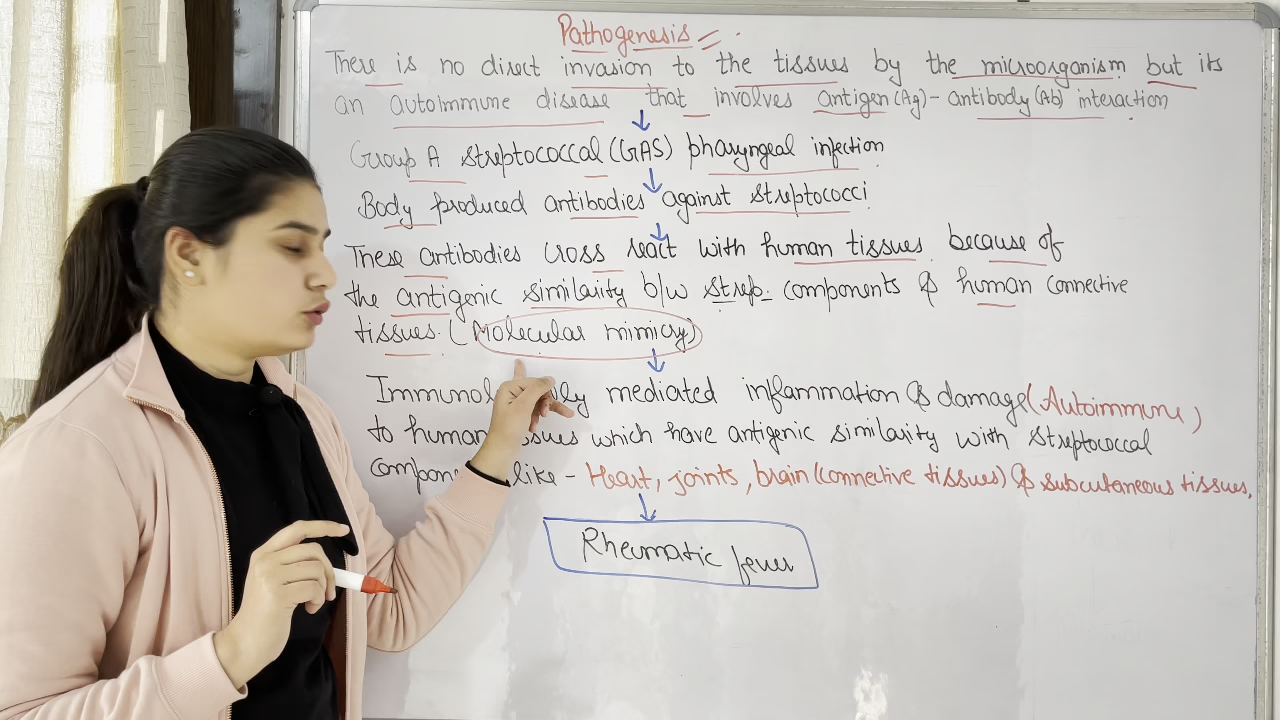 Pathogenesis
There is no direct invasion to the tissues by the microorganism but its
an autoimmune disease that involves antigen(Ag)-antibody(Ab) interaction
Group A Streptococcal (GAS) pharyngeal infection
Body produced antibodies against streptococci
These antibodies cross react with human tissues because of
the antigenic similarity b/w strep. components & human connective
tissues. (Molecular mimicry)
mediated inflammation & damage (Autoimmune)
to human which have antigenic similarity with streptococcal
like - Heart, joints, brain (connective tissues) & subcutaneous tissues.
Rheumatic fever